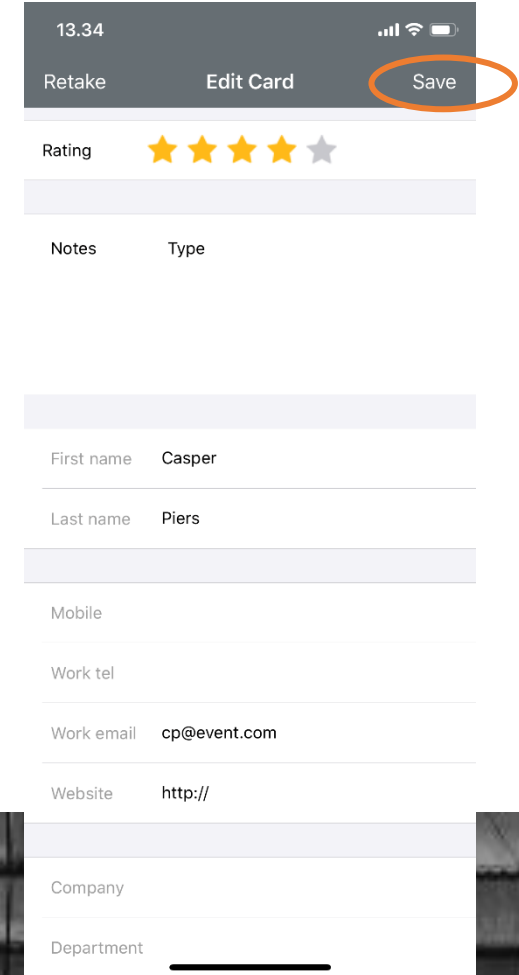 13.34
Retake Edit Card Save
Rating
Notes Type
First name Casper
Last name Piers
Mobile
Work tel
Work email cp@event.com
Website http://
Company
Department